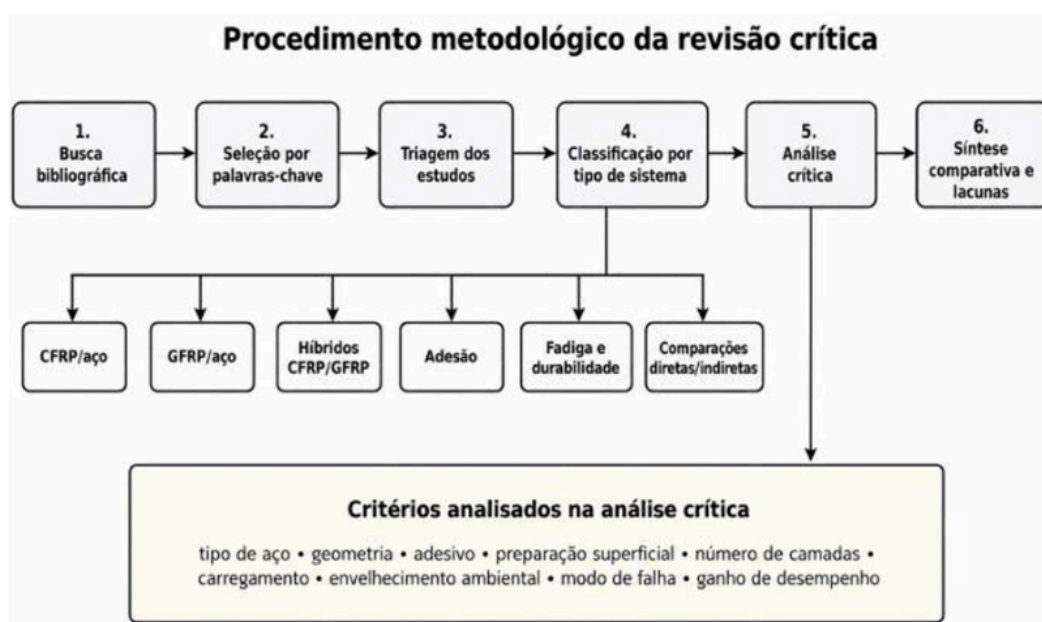 Procedimento metodológico da revisão crítica
1.
Busca
bibliográfica
2.
Seleção por
palavras-chave
3.
Triagem dos
estudos
4.
Classificação por
tipo de sistema
5.
Análise
crítica
6.
Síntese
comparativa e
lacunas
CFRP/aço
GFRP/aço
Híbridos
CFRP/GFRP
Adesão
Fadiga e
durabilidade
Comparações
diretas/indiretas
Critérios analisados na análise crítica
tipo de aço • geometria • adesivo • preparação superficial • número de camadas •
carregamento • envelhecimento ambiental • modo de falha • ganho de desempenho